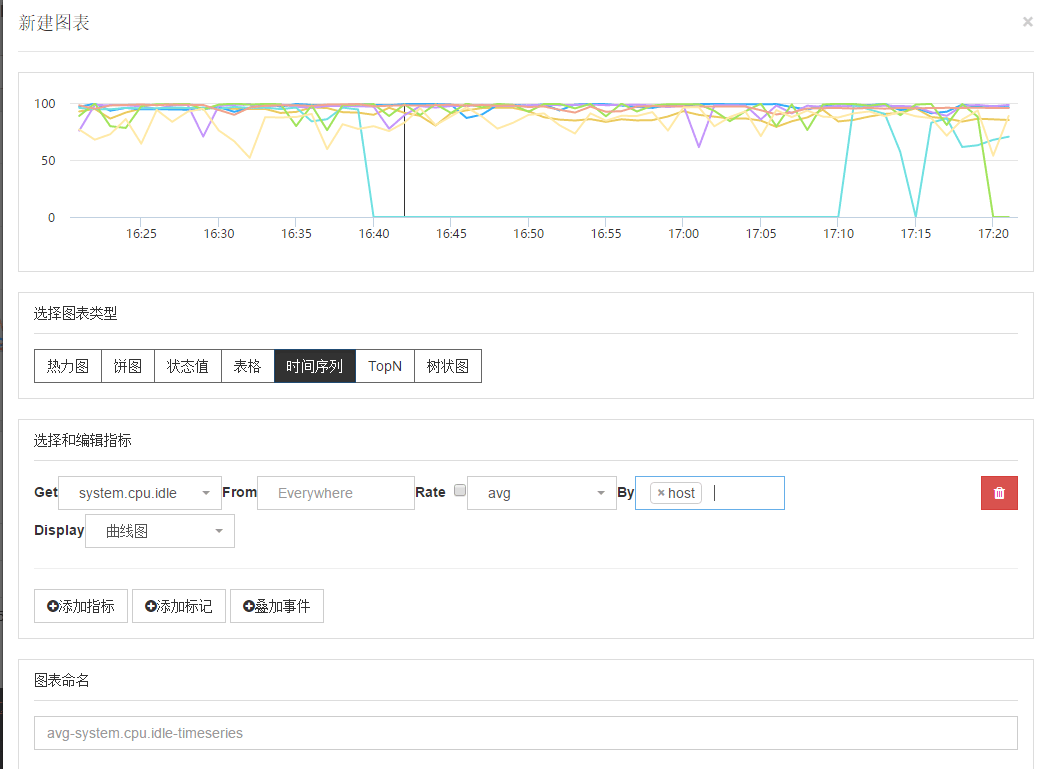 新建图表 ×
100
50
0
16:25 16:30 16:35 16:40 16:45 16:50 16:55 17:00 17:05 17:10 17:15 17:20
选择图表类型
热力图 饼图 状态值 表格 时间序列 TopN 树状图
选择和编辑指标
Get system.cpu.idle From Everywhere Rate avg By × host
Display 曲线图
添加指标 添加标记 叠加事件
图表命名
avg-system.cpu.idle-timeseries